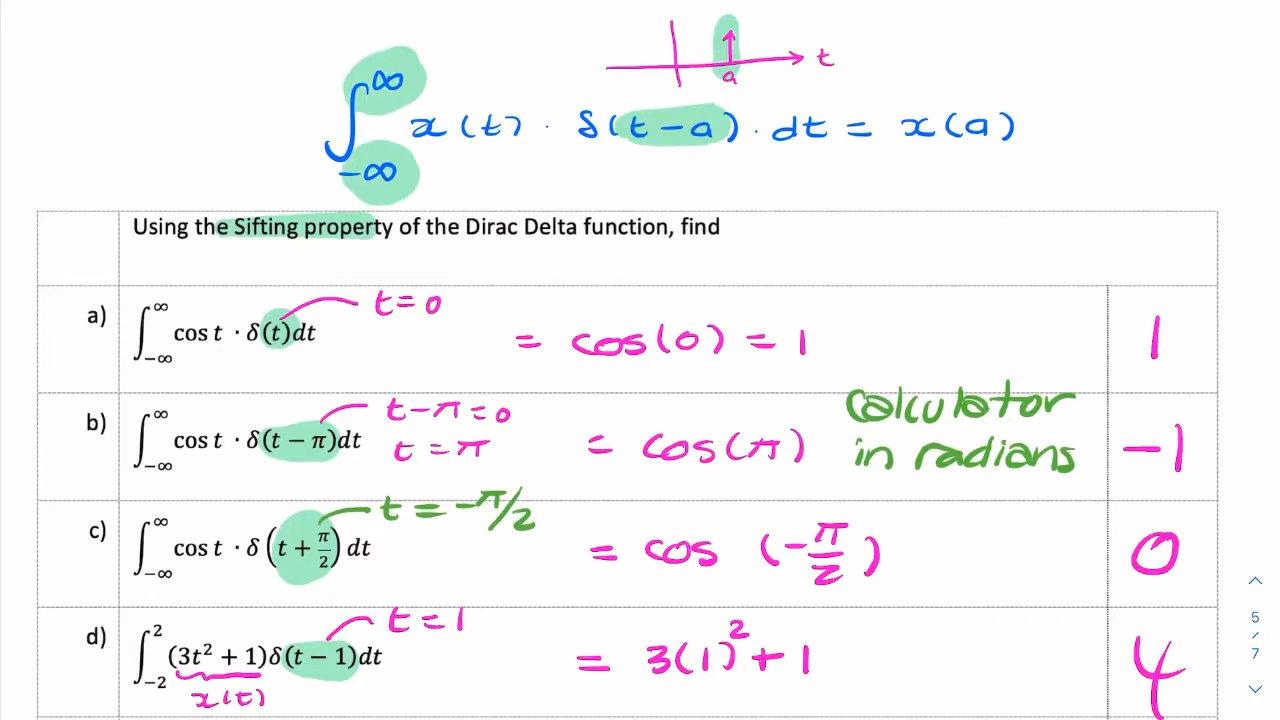 t
a
∫_{-∞}^{∞} x(t) · δ(t-a) · dt = x(a)
Using the Sifting property of the Dirac Delta function, find
t=0
a) ∫_{−∞}^{∞} cos t · δ(t)dt = cos(0) = 1 1
t-π=0
calculator
b) ∫_{−∞}^{∞} cos t · δ(t − π)dt t=π = cos(π) in radians -1
t = -π/2
c) ∫_{−∞}^{∞} cos t · δ(t + π/2) dt = cos (-π/2) 0
t = 1
d) ∫_{−2}^{2} (3t² + 1)δ(t − 1)dt = 3(1)² + 1 4
x(t)
5
/
7